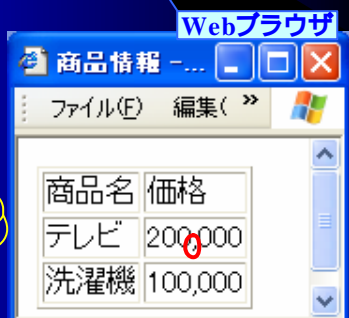 Webブラウザ
商品情報 -...
ファイル(F) 編集( »
商品名 価格
テレビ 200,000
洗濯機 100,000